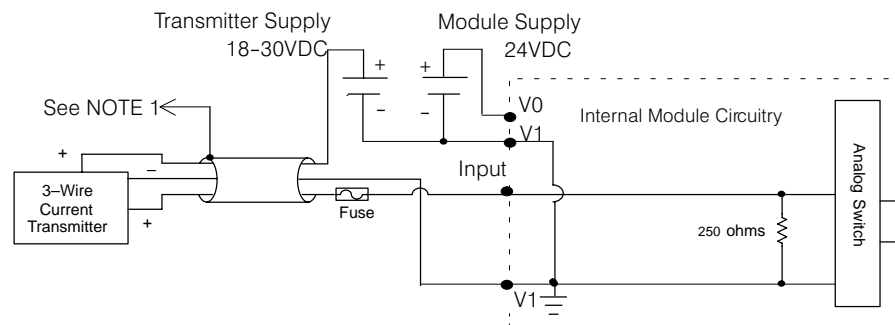 Transmitter Supply
18-30VDC
Module Supply
24VDC
+
+
-
-
V0
V1
See NOTE 1
Internal Module Circuitry
+
-
+
3-Wire
Current
Transmitter
Input
Fuse
250 ohms
Analog Switch
V1